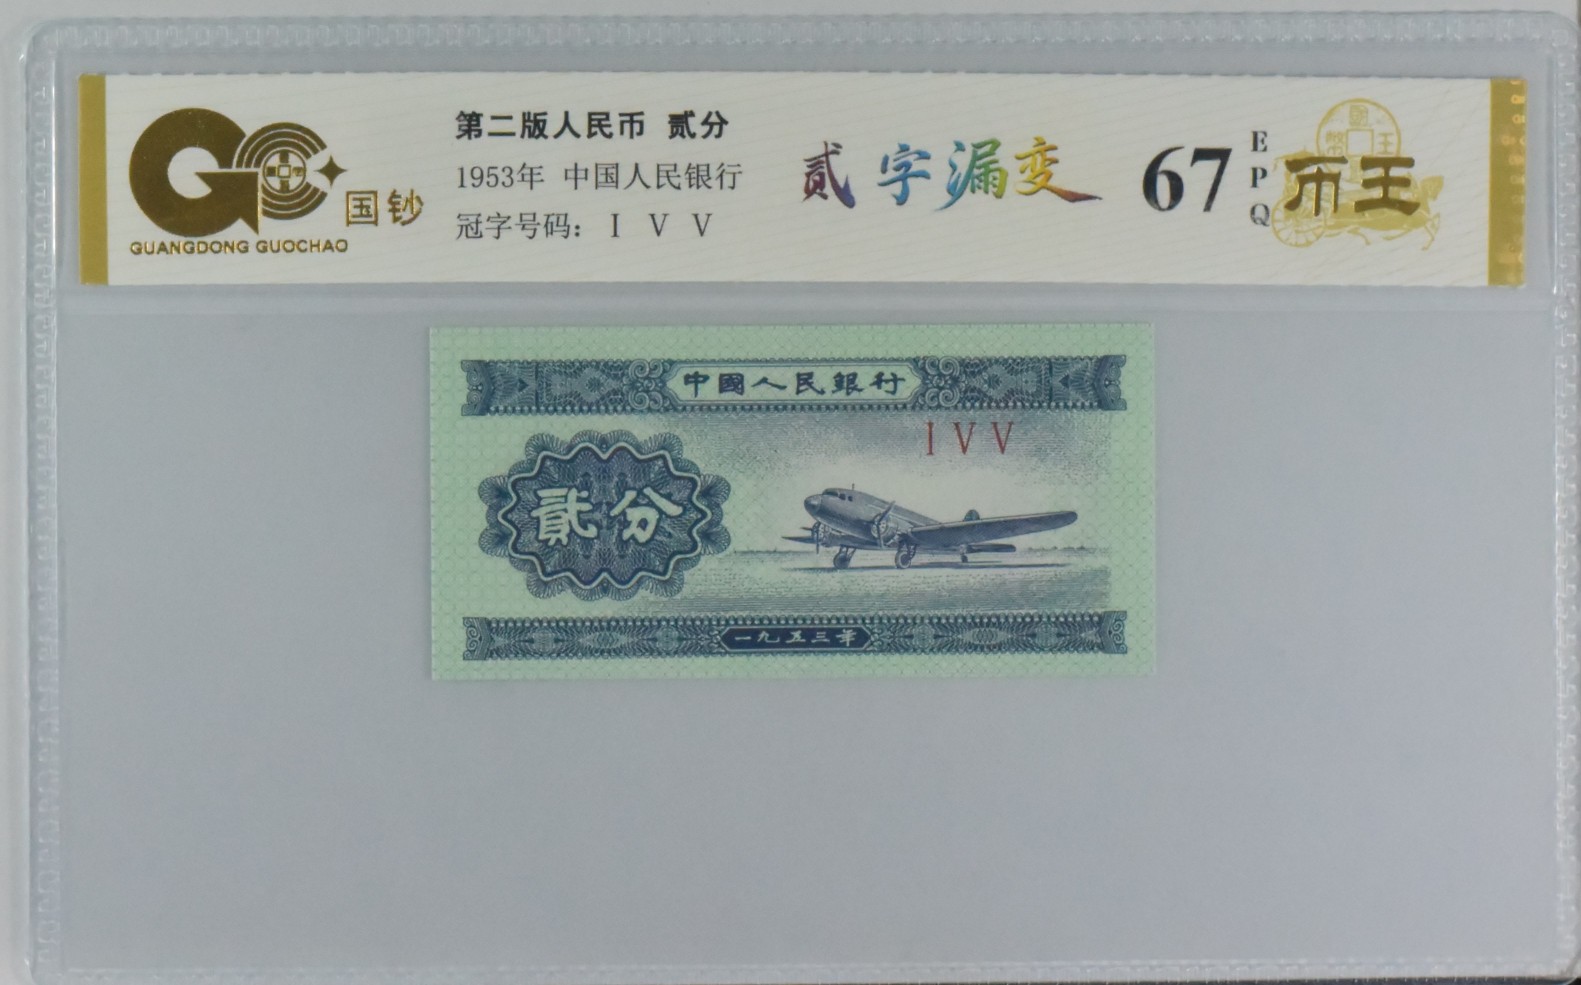 第二版人民币 贰分
1953年 中国人民银行
冠字号码: I V V
国钞
GUANGDONG GUOCHAO
贰字漏变
67
EPQ
币王
中國人民銀行
I V V
貳分
一九五三年